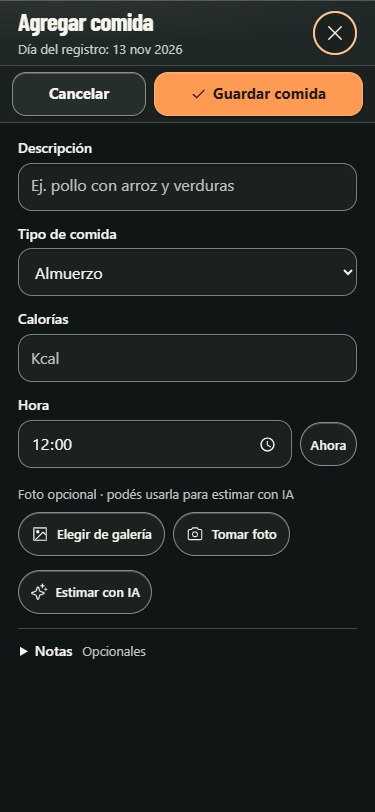 Agregar comida
Día del registro: 13 nov 2026
Cancelar
Guardar comida
Descripción
Ej. pollo con arroz y verduras
Tipo de comida
Almuerzo
Calorías
Kcal
Hora
12:00
Ahora
Foto opcional · podés usarla para estimar con IA
Elegir de galería
Tomar foto
Estimar con IA
Notas Opcionales